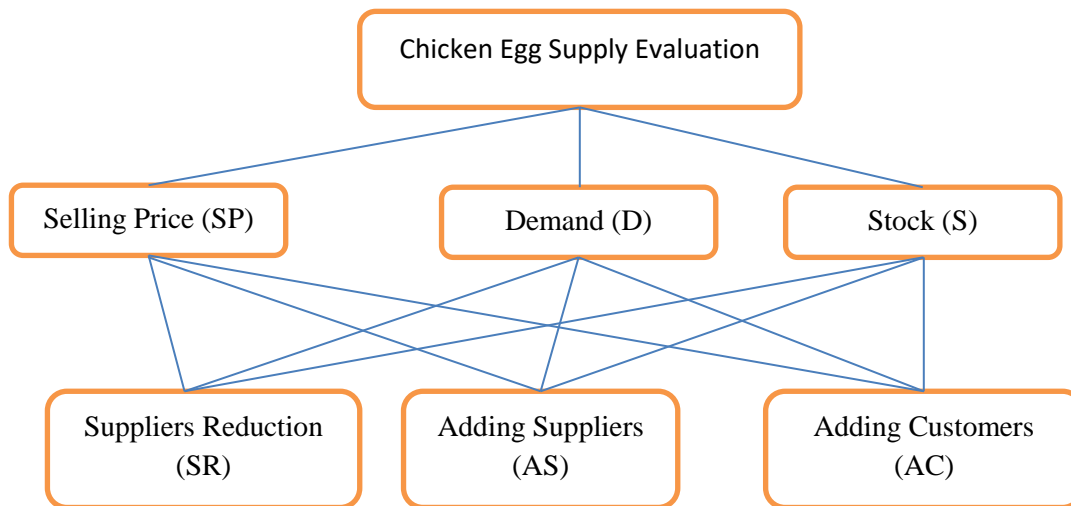 Chicken Egg Supply Evaluation
Selling Price (SP)
Demand (D)
Stock (S)
Suppliers Reduction
(SR)
Adding Suppliers
(AS)
Adding Customers
(AC)